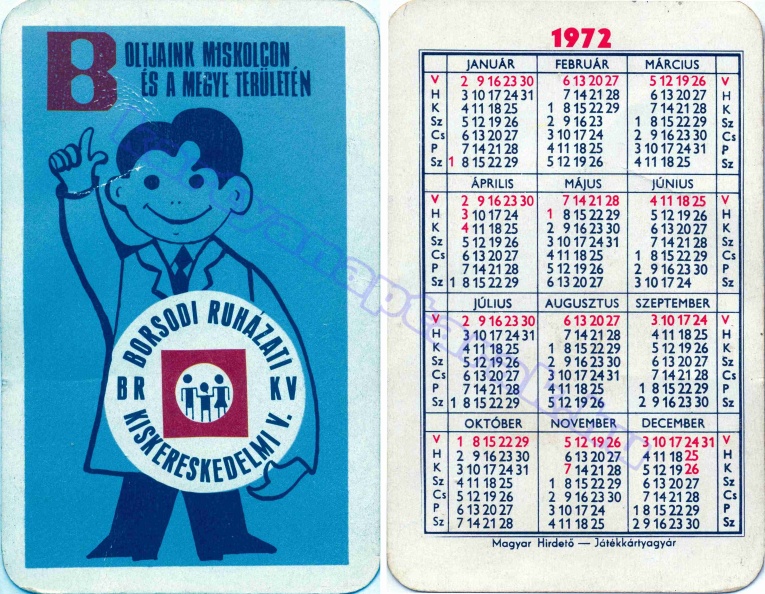 BOLTJAINK MISKOLCON
ÉS A MEGYE TERÜLETÉN
BORSODI RUHÁZATI
BR KV
KISKERESKEDELMI V.
1972
JANUÁR FEBRUÁR MÁRCIUS
V 2 9 16 23 30 6 13 20 27 5 12 19 26 V
H 3 10 17 24 31 7 14 21 28 6 13 20 27 H
K 4 11 18 25 1 8 15 22 29 7 14 21 28 K
Sz 5 12 19 26 2 9 16 23 1 8 15 22 29 Sz
Cs 6 13 20 27 3 10 17 24 2 9 16 23 30 Cs
P 7 14 21 28 4 11 18 25 3 10 17 24 31 P
Sz 1 8 15 22 29 5 12 19 26 4 11 18 25 Sz
ÁPRILIS MÁJUS JÚNIUS
V 2 9 16 23 30 7 14 21 28 4 11 18 25 V
H 3 10 17 24 1 8 15 22 29 5 12 19 26 H
K 4 11 18 25 2 9 16 23 30 6 13 20 27 K
Sz 5 12 19 26 3 10 17 24 31 7 14 21 28 Sz
Cs 6 13 20 27 4 11 18 25 1 8 15 22 29 Cs
P 7 14 21 28 5 12 19 26 2 9 16 23 30 P
Sz 1 8 15 22 29 6 13 20 27 3 10 17 24 Sz
JÚLIUS AUGUSZTUS SZEPTEMBER
V 2 9 16 23 30 6 13 20 27 3 10 17 24 V
H 3 10 17 24 31 7 14 21 28 4 11 18 25 H
K 4 11 18 25 1 8 15 22 29 5 12 19 26 K
Sz 5 12 19 26 2 9 16 23 30 6 13 20 27 Sz
Cs 6 13 20 27 3 10 17 24 31 7 14 21 28 Cs
P 7 14 21 28 4 11 18 25 1 8 15 22 29 P
Sz 1 8 15 22 29 5 12 19 26 2 9 16 23 30 Sz
OKTÓBER NOVEMBER DECEMBER
V 1 8 15 22 29 5 12 19 26 3 10 17 24 31 V
H 2 9 16 23 30 6 13 20 27 4 11 18 25 H
K 3 10 17 24 31 7 14 21 28 5 12 19 26 K
Sz 4 11 18 25 1 8 15 22 29 6 13 20 27 Sz
Cs 5 12 19 26 2 9 16 23 30 7 14 21 28 Cs
P 6 13 20 27 3 10 17 24 1 8 15 22 29 P
Sz 7 14 21 28 4 11 18 25 2 9 16 23 30 Sz
Magyar Hirdető — Játékkártyagyár